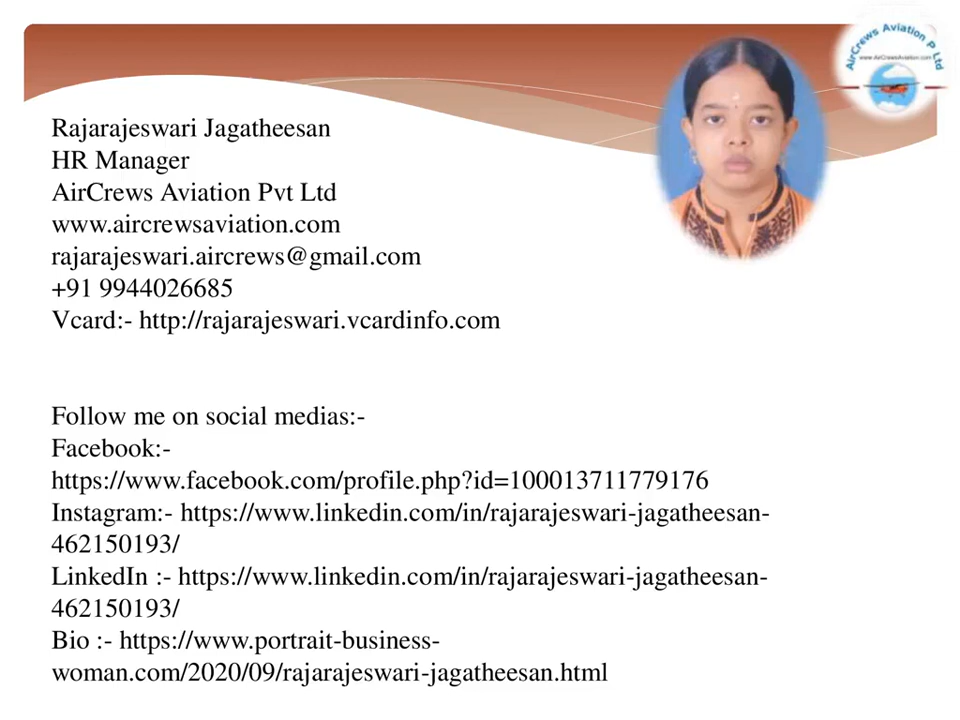 AirCrews Aviation P Ltd
www.AirCrewsAviation.com
Rajarajeswari Jagatheesan
HR Manager
AirCrews Aviation Pvt Ltd
www.aircrewsaviation.com
rajarajeswari.aircrews@gmail.com
+91 9944026685
Vcard:- http://rajarajeswari.vcardinfo.com
Follow me on social medias:-
Facebook:-
https://www.facebook.com/profile.php?id=100013711779176
Instagram:- https://www.linkedin.com/in/rajarajeswari-jagatheesan-
462150193/
LinkedIn :- https://www.linkedin.com/in/rajarajeswari-jagatheesan-
462150193/
Bio :- https://www.portrait-business-
woman.com/2020/09/rajarajeswari-jagatheesan.html